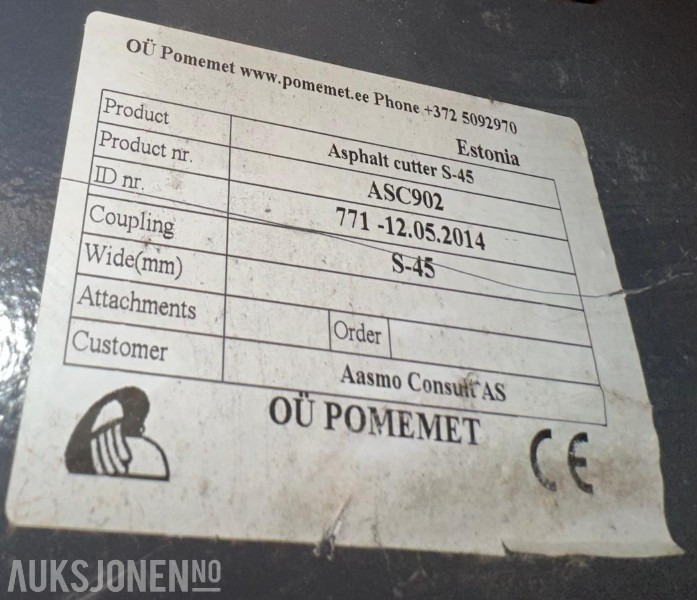 OÜ Pomemet www.pomemet.ee Phone +372 5092970
Estonia
Product Asphalt cutter S-45
Product nr. ASC902
ID nr. 771 -12.05.2014
Coupling S-45
Wide(mm)
Attachments Order
Customer Aasmo Consult AS
OÜ POMEMET
CE
AUKSJONEN.NO